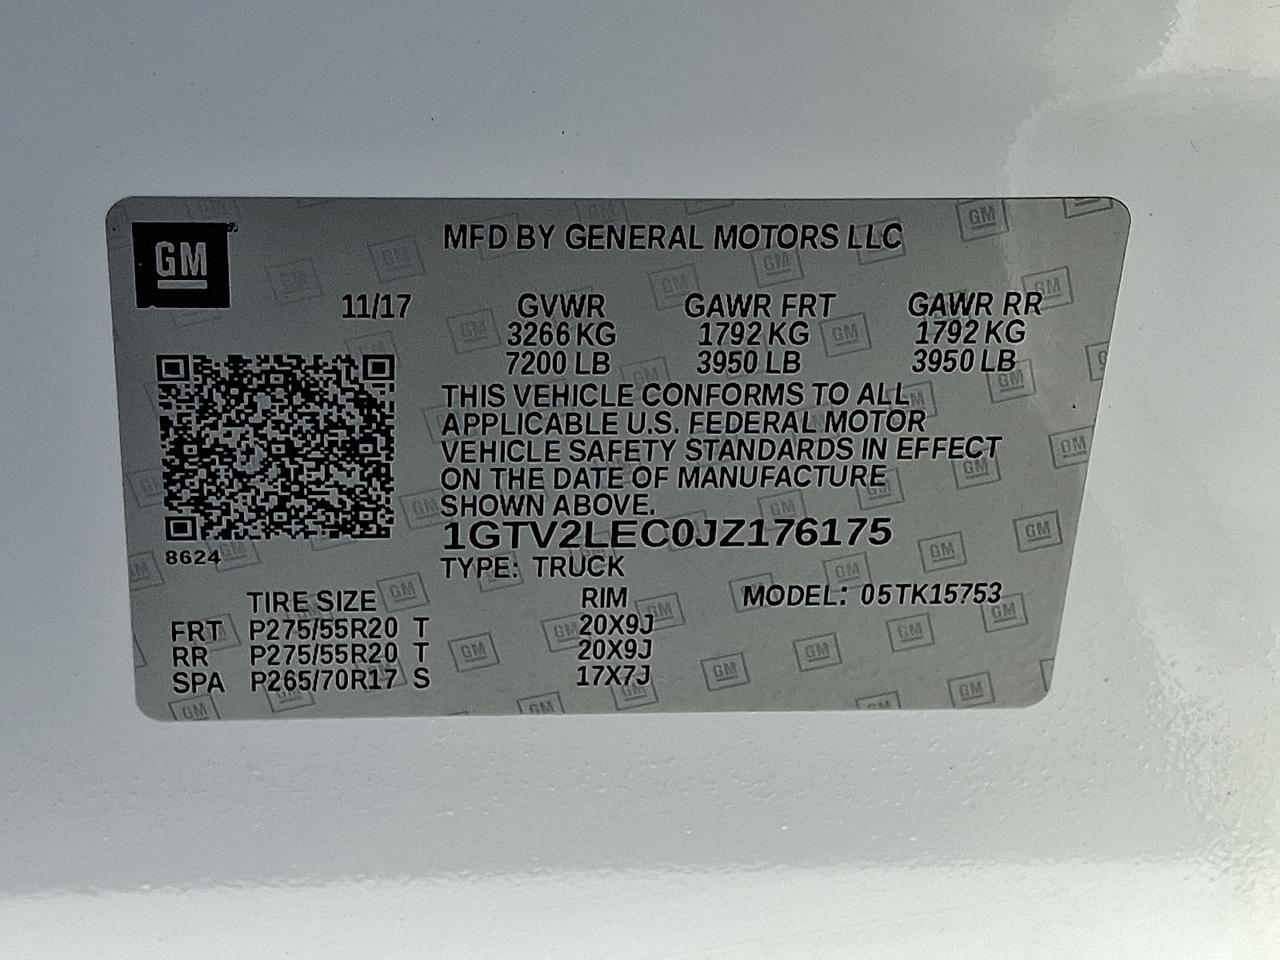 GM
MFD BY GENERAL MOTORS LLC
11/17 GVWR GAWR FRT GAWR RR
3266 KG 1792 KG 1792 KG
7200 LB 3950 LB 3950 LB
THIS VEHICLE CONFORMS TO ALL
APPLICABLE U.S. FEDERAL MOTOR
VEHICLE SAFETY STANDARDS IN EFFECT
ON THE DATE OF MANUFACTURE
SHOWN ABOVE.
1GTV2LEC0JZ176175
8624
TYPE: TRUCK
TIRE SIZE RIM MODEL: 05TK15753
FRT P275/55R20 T 20X9J
RR P275/55R20 T 20X9J
SPA P265/70R17 S 17X7J